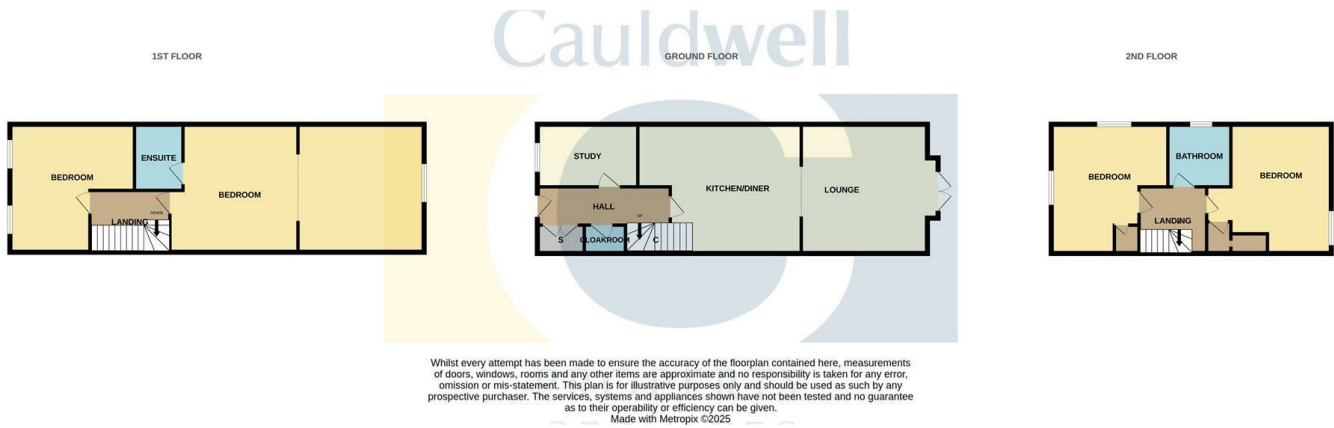 Cauldwell
1ST FLOOR
GROUND FLOOR
2ND FLOOR
BEDROOM
ENSUITE
BEDROOM
LANDING
DOWN
STUDY
KITCHEN/DINER
LOUNGE
HALL
UP
S
CLOAKROOM
C
BEDROOM
BATHROOM
BEDROOM
LANDING
Whilst every attempt has been made to ensure the accuracy of the floorplan contained here, measurements
of doors, windows, rooms and any other items are approximate and no responsibility is taken for any error,
omission or mis-statement. This plan is for illustrative purposes only and should be used as such by any
prospective purchaser. The services, systems and appliances shown have not been tested and no guarantee
as to their operability or efficiency can be given.
Made with Metropix ©2025